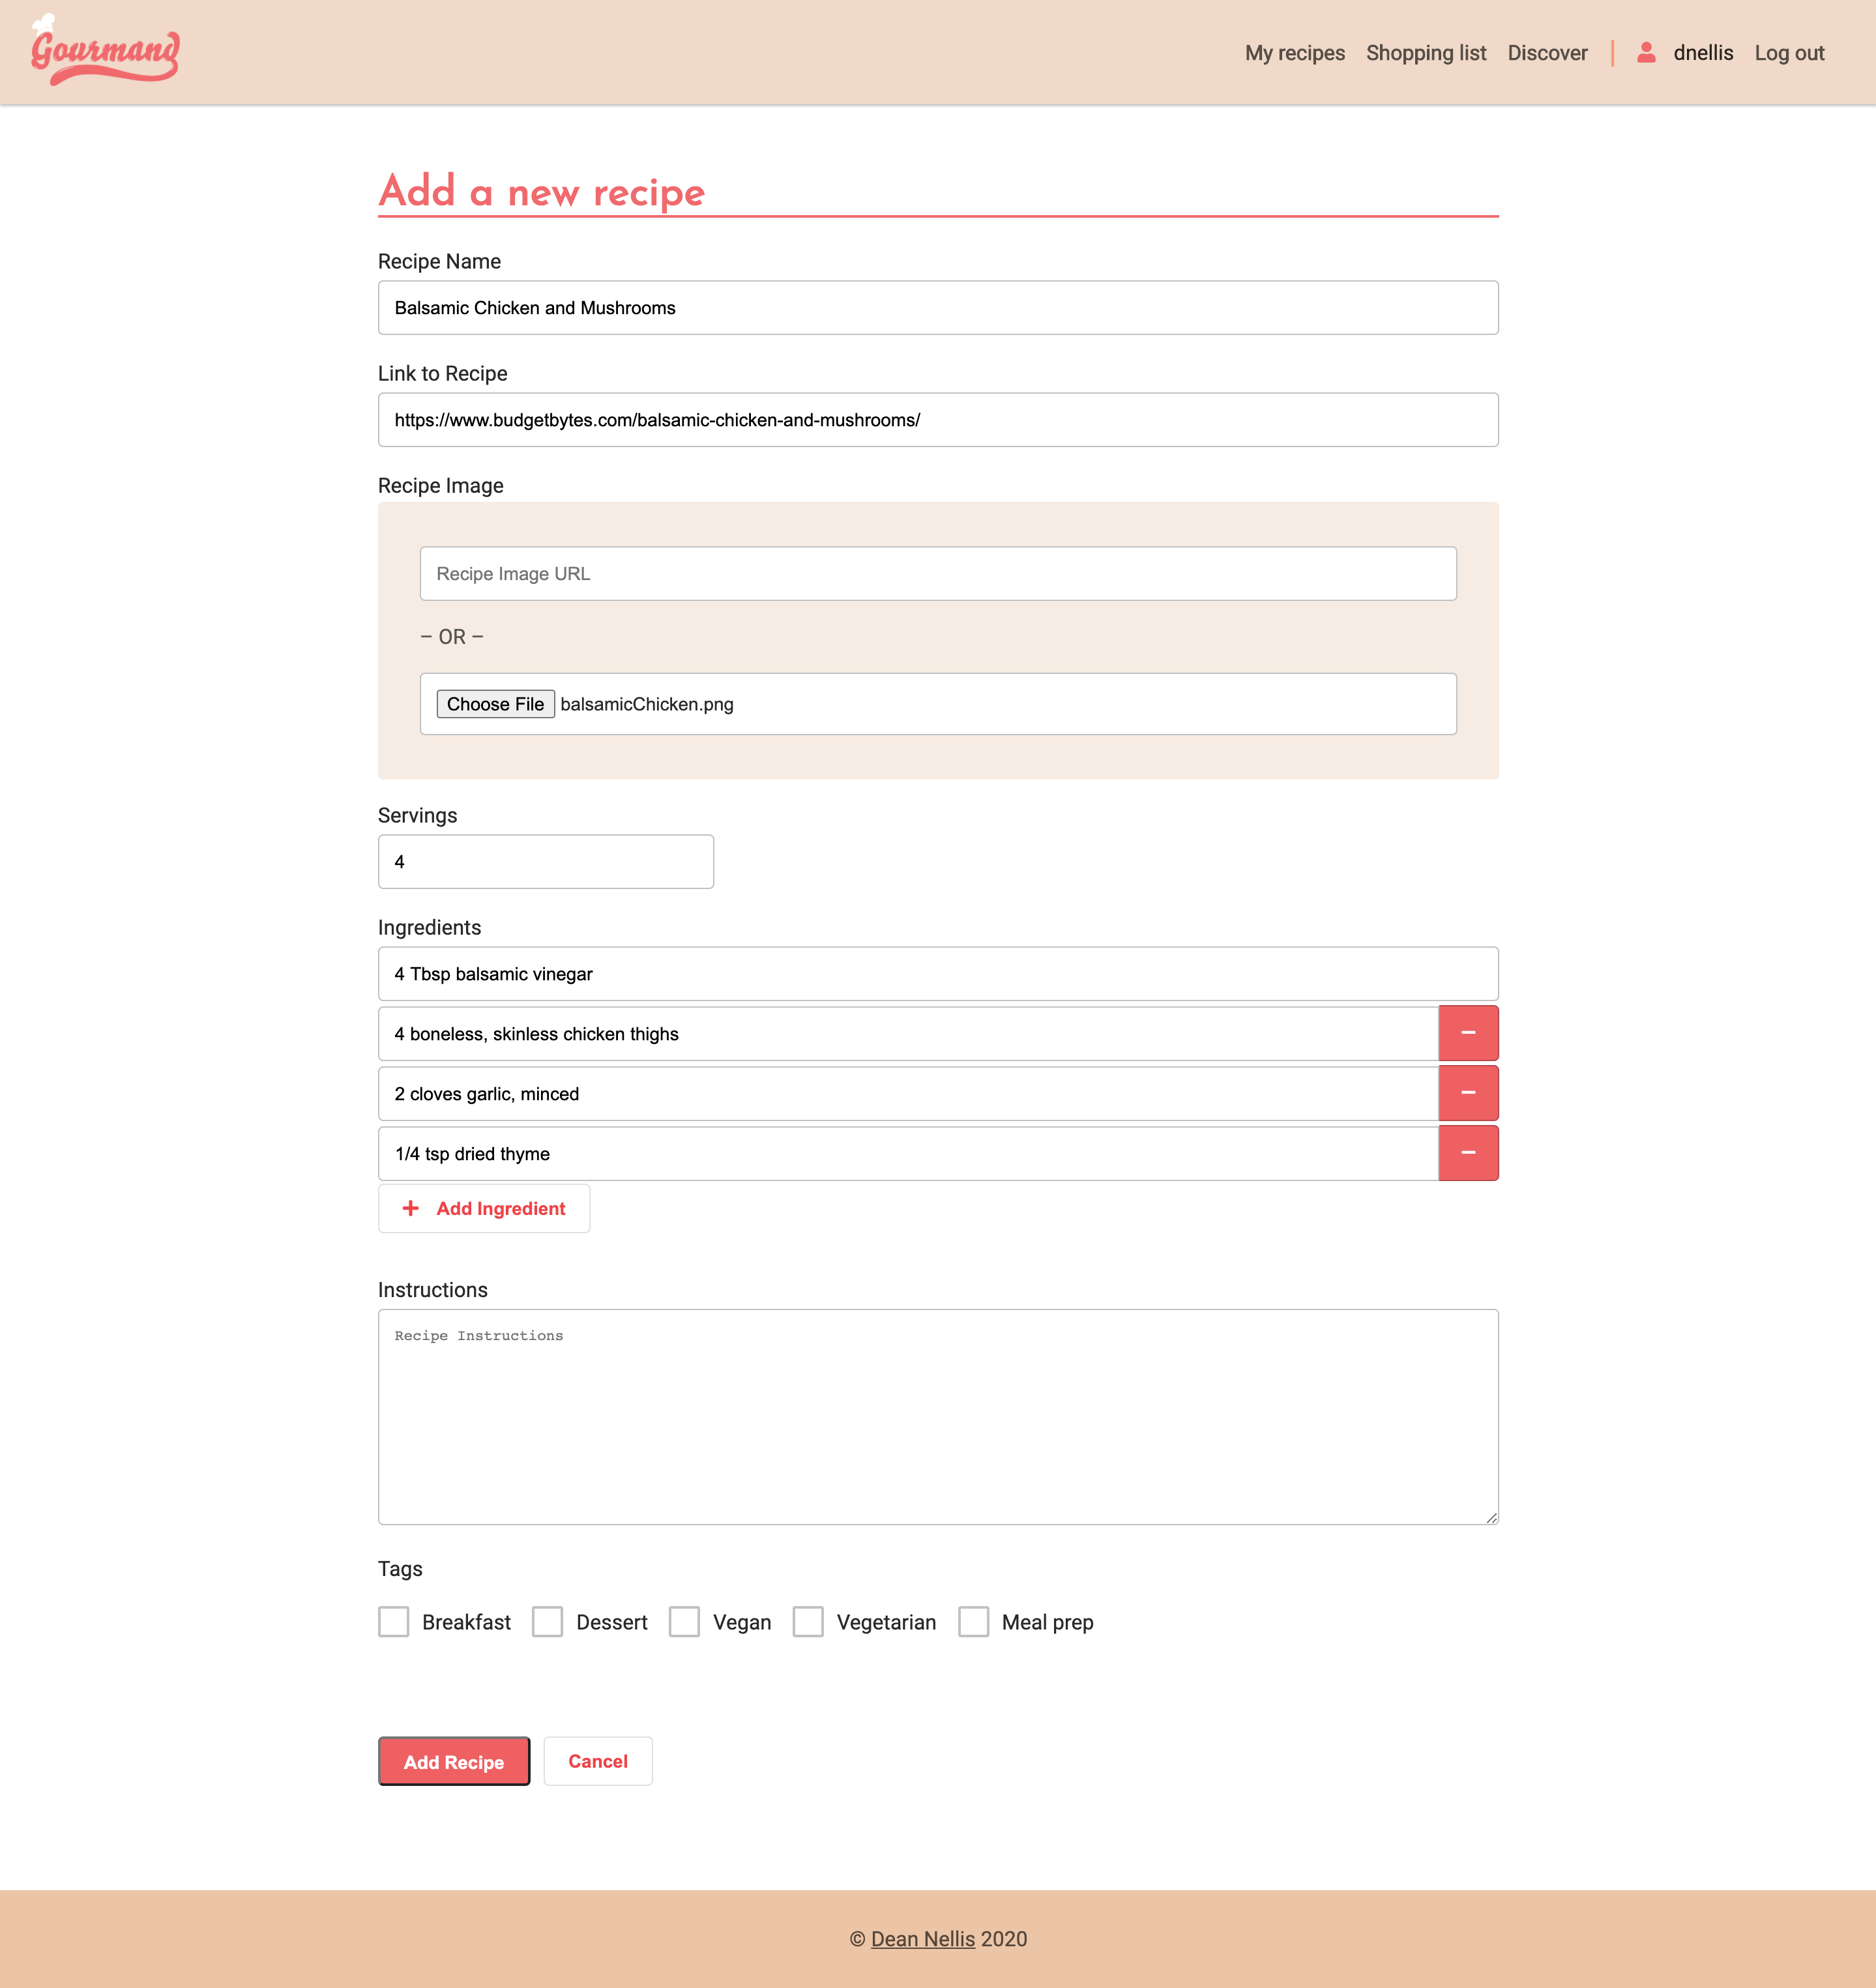 Gourmand
My recipes Shopping list Discover dnellis Log out
Add a new recipe
Recipe Name
Balsamic Chicken and Mushrooms
Link to Recipe
https://www.budgetbytes.com/balsamic-chicken-and-mushrooms/
Recipe Image
Recipe Image URL
– OR –
Choose File balsamicChicken.png
Servings
4
Ingredients
4 Tbsp balsamic vinegar
4 boneless, skinless chicken thighs
2 cloves garlic, minced
1/4 tsp dried thyme
Add Ingredient
Instructions
Recipe Instructions
Tags
Breakfast Dessert Vegan Vegetarian Meal prep
Add Recipe Cancel
© Dean Nellis 2020